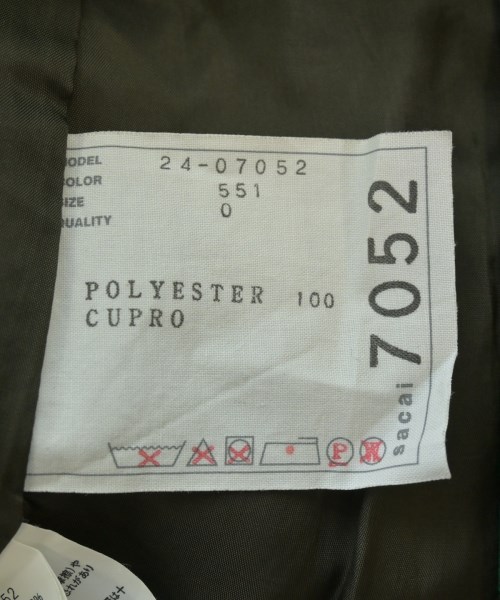 MODEL 24-07052
COLOR 551
SIZE 0
QUALITY
POLYESTER 100
CUPRO
sacai 7052
P
W
52